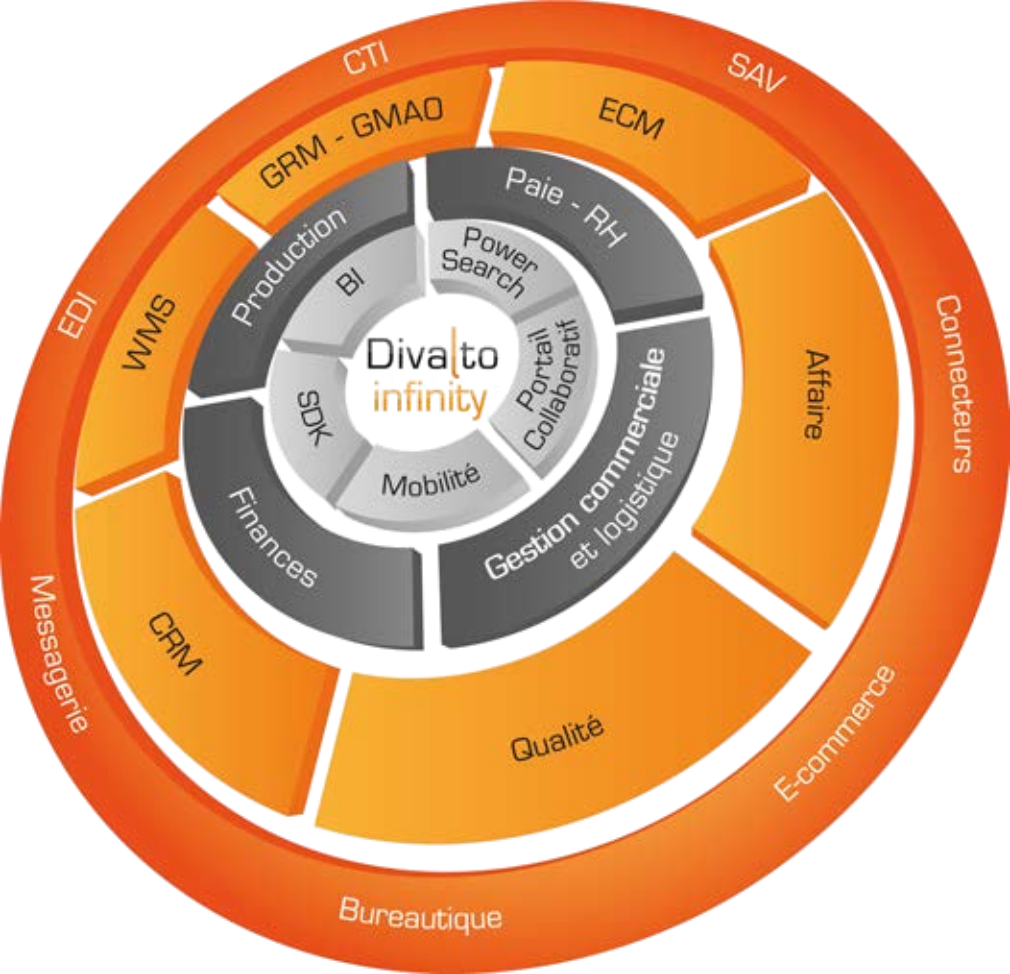 CTI
SAV
Connecteurs
E-commerce
Bureautique
Messagerie
EDI
GRM - GMAO
ECM
Affaire
Qualité
CRM
WMS
Production
Paie - RH
Gestion commerciale
et logistique
Finances
BI
Power
Search
Portail
Collaboratif
Mobilité
SDK
Divalto
infinity